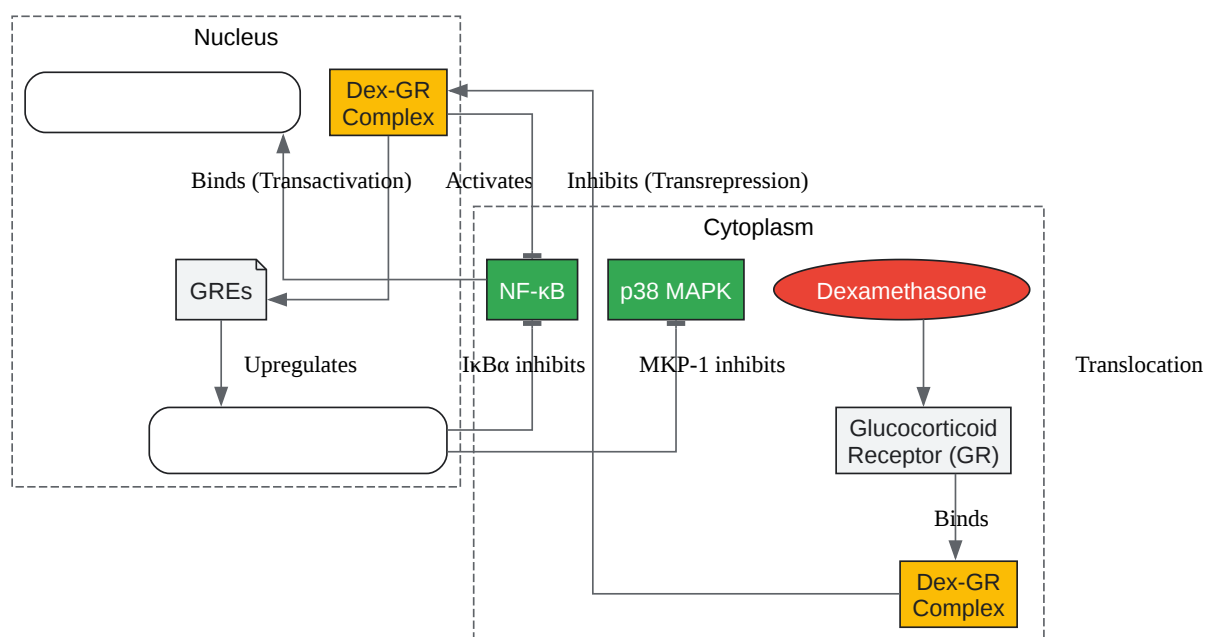 Nucleus
Dex-GR
Complex
Binds (Transactivation)
Activates
Inhibits (Transrepression)
Cytoplasm
GREs
NF-κB
p38 MAPK
Dexamethasone
Upregulates
IκBα inhibits
MKP-1 inhibits
Translocation
Glucocorticoid
Receptor (GR)
Binds
Dex-GR
Complex